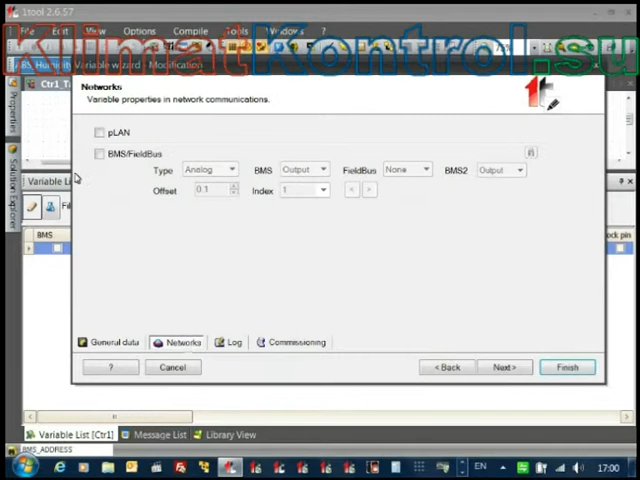 1tool 2.6.57
File Edit View Options Compile Tools Windows ?
KlimatKontrol.su
Variable wizard - Modification
Networks
Variable properties in network communications.
pLAN
BMS/FieldBus
Type Analog BMS Output FieldBus None BMS2 Output
Offset 0.1 Index 1 < >
Properties
Solution Explorer
Variable Li
BMS
ck pin
General data Networks Log Commissioning
? Cancel < Back Next > Finish
Variable List [Ctr1] Message List Library View
BMS_ADDRESS
EN 17:00